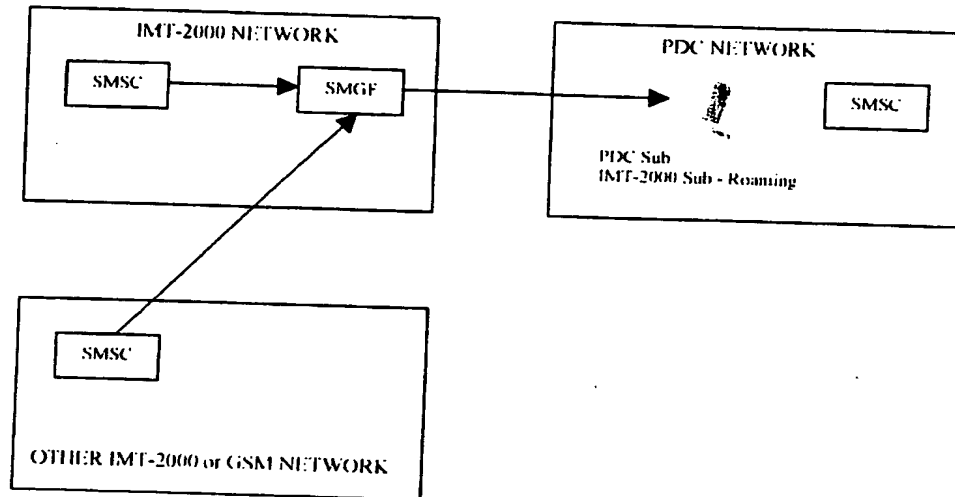 IMT-2000 NETWORK
SMSC
SMGF
PDC NETWORK
SMSC
PDC Sub
IMT-2000 Sub - Roaming
SMSC
OTHER IMT-2000 or GSM NETWORK